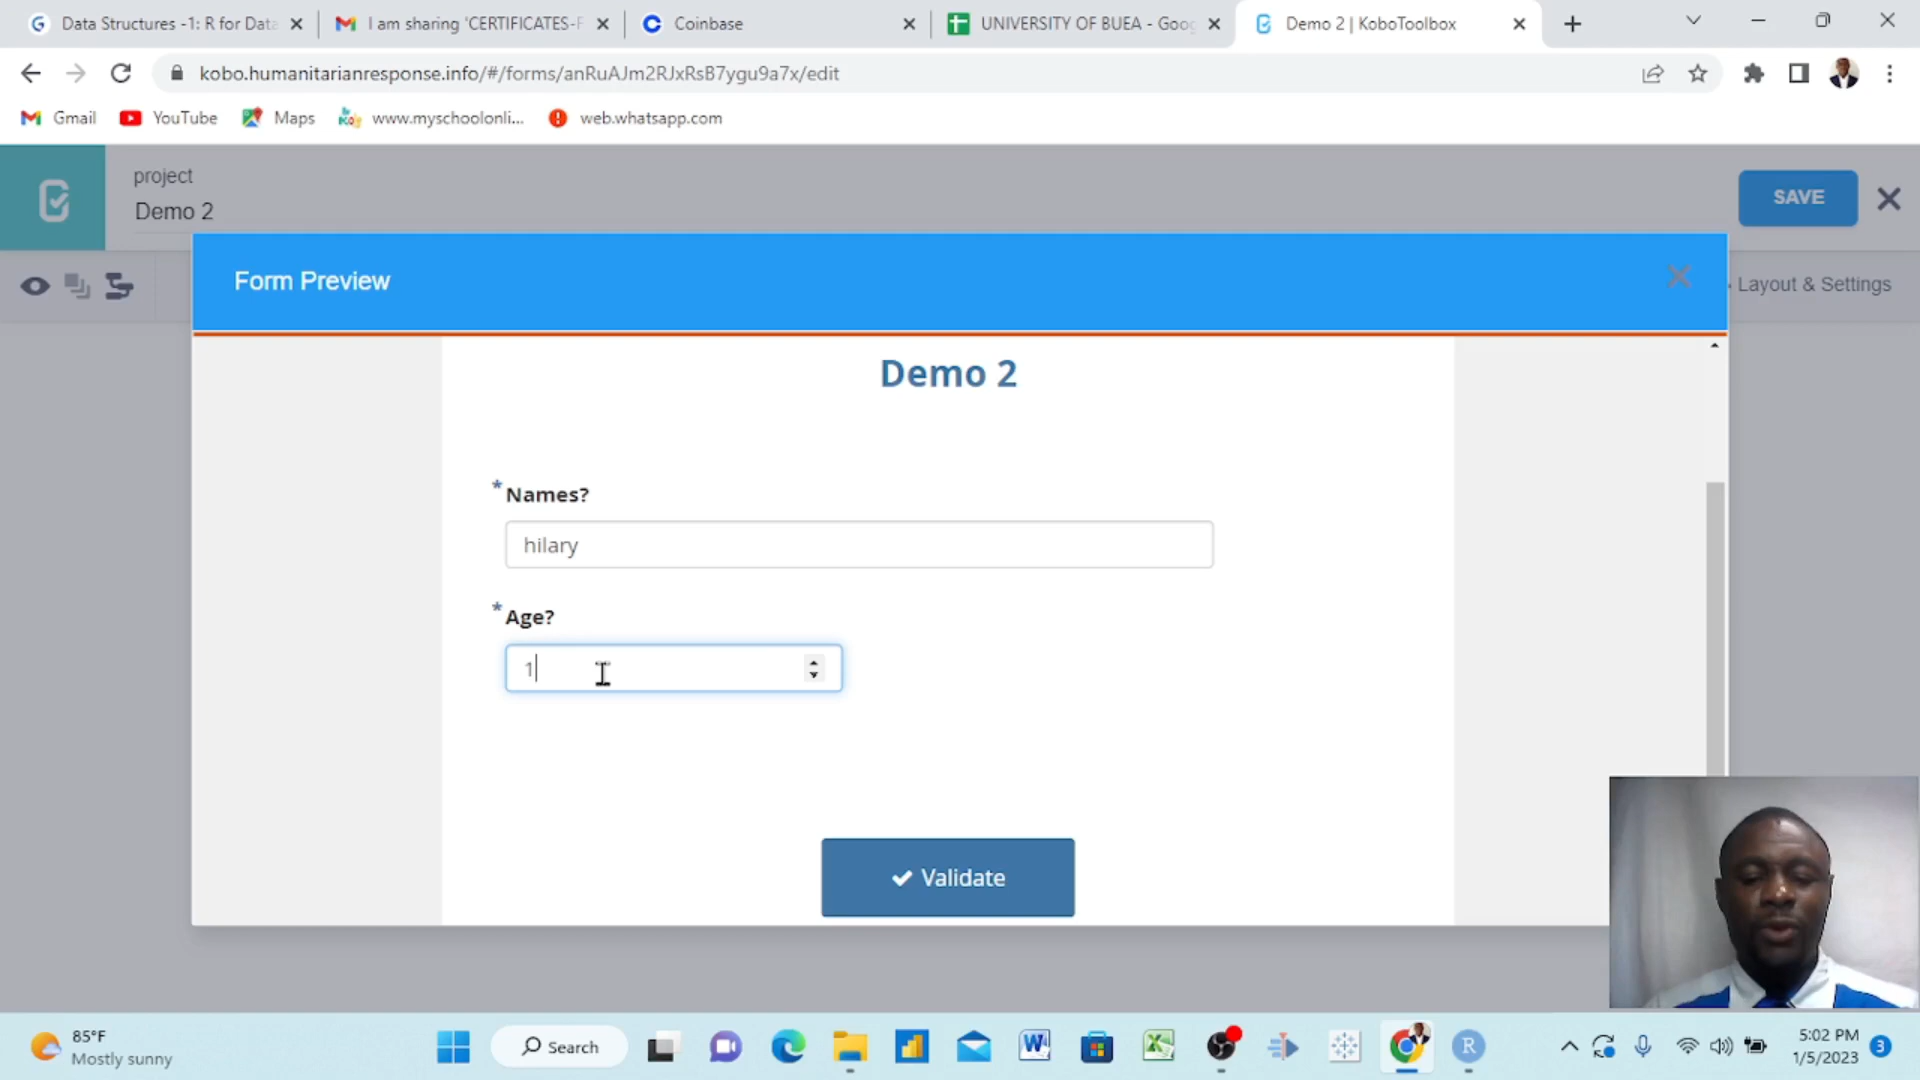 Data Structures -1: R for Data
I am sharing 'CERTIFICATES-F
Coinbase
UNIVERSITY OF BUEA - Goog
Demo 2 | KoboToolbox
kobo.humanitarianresponse.info/#/forms/anRuAJm2RJxRsB7ygu9a7x/edit
Gmail
YouTube
Maps
www.myschoolonli...
web.whatsapp.com
project
Demo 2
SAVE
Form Preview
Layout & Settings
Demo 2
* Names?
hilary
* Age?
1
Validate
85°F
Mostly sunny
Search
5:02 PM
1/5/2023
3